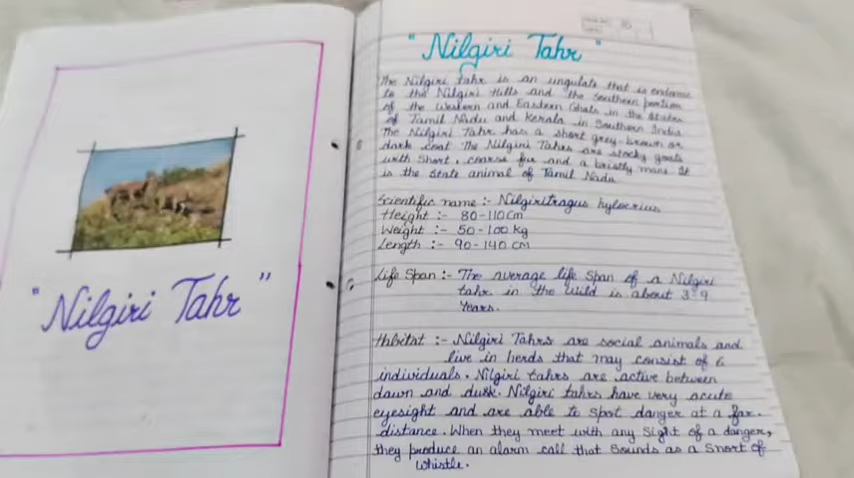 "Nilgiri Tahr"
"Nilgiri Tahr"
The Nilgiri tahr is an ungulate that is endemic
to the Nilgiri Hills and the Southern portion
of the Western and Eastern Ghats in the States
of Tamil Nadu and Kerala in Southern India
The Nilgiri Tahr has a short grey-brown or
dark coat The Nilgiri Tahrs are stocky goats
with Short, coarse fur and a bristly mane. It
is the State animal of Tamil Nadu
Scientific name :- Nilgiritragus hylocrius
Height :- 80-110cm
Weight :- 50-100 kg
Length :- 90-140 cm
Life Span :- The average life span of a Nilgiri
tahr in the wild is about 3-9
Years.
Habitat :- Nilgiri Tahrs are social animals and
live in herds that may consist of 6
individuals. Nilgiri tahrs are active between
dawn and dusk. Nilgiri tahrs have very acute
eyesight and are able to spot danger at a far
distance. When they meet with any Sight of a danger,
they produce an alarm call that Sounds as a Snort of
whistle.